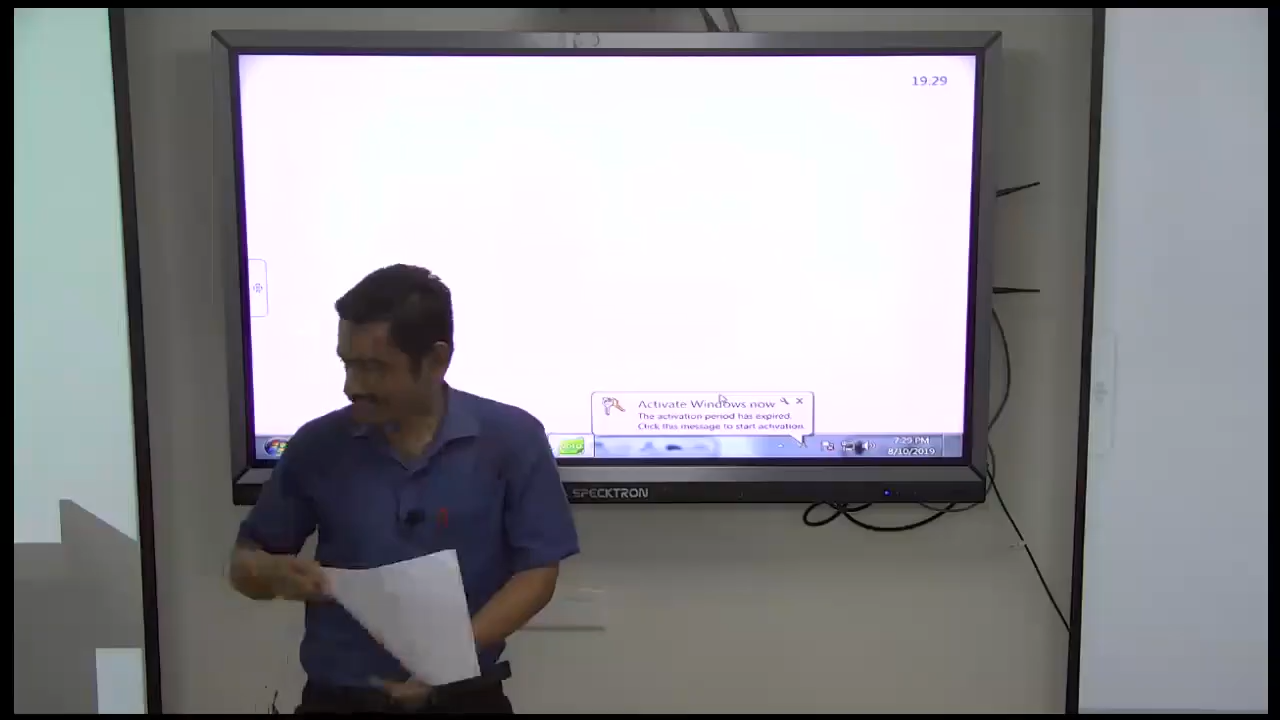 19.29
Activate Windows now
The activation period has expired.
Click this message to start activation.
7:29 PM
8/10/2019
SPECKTRON